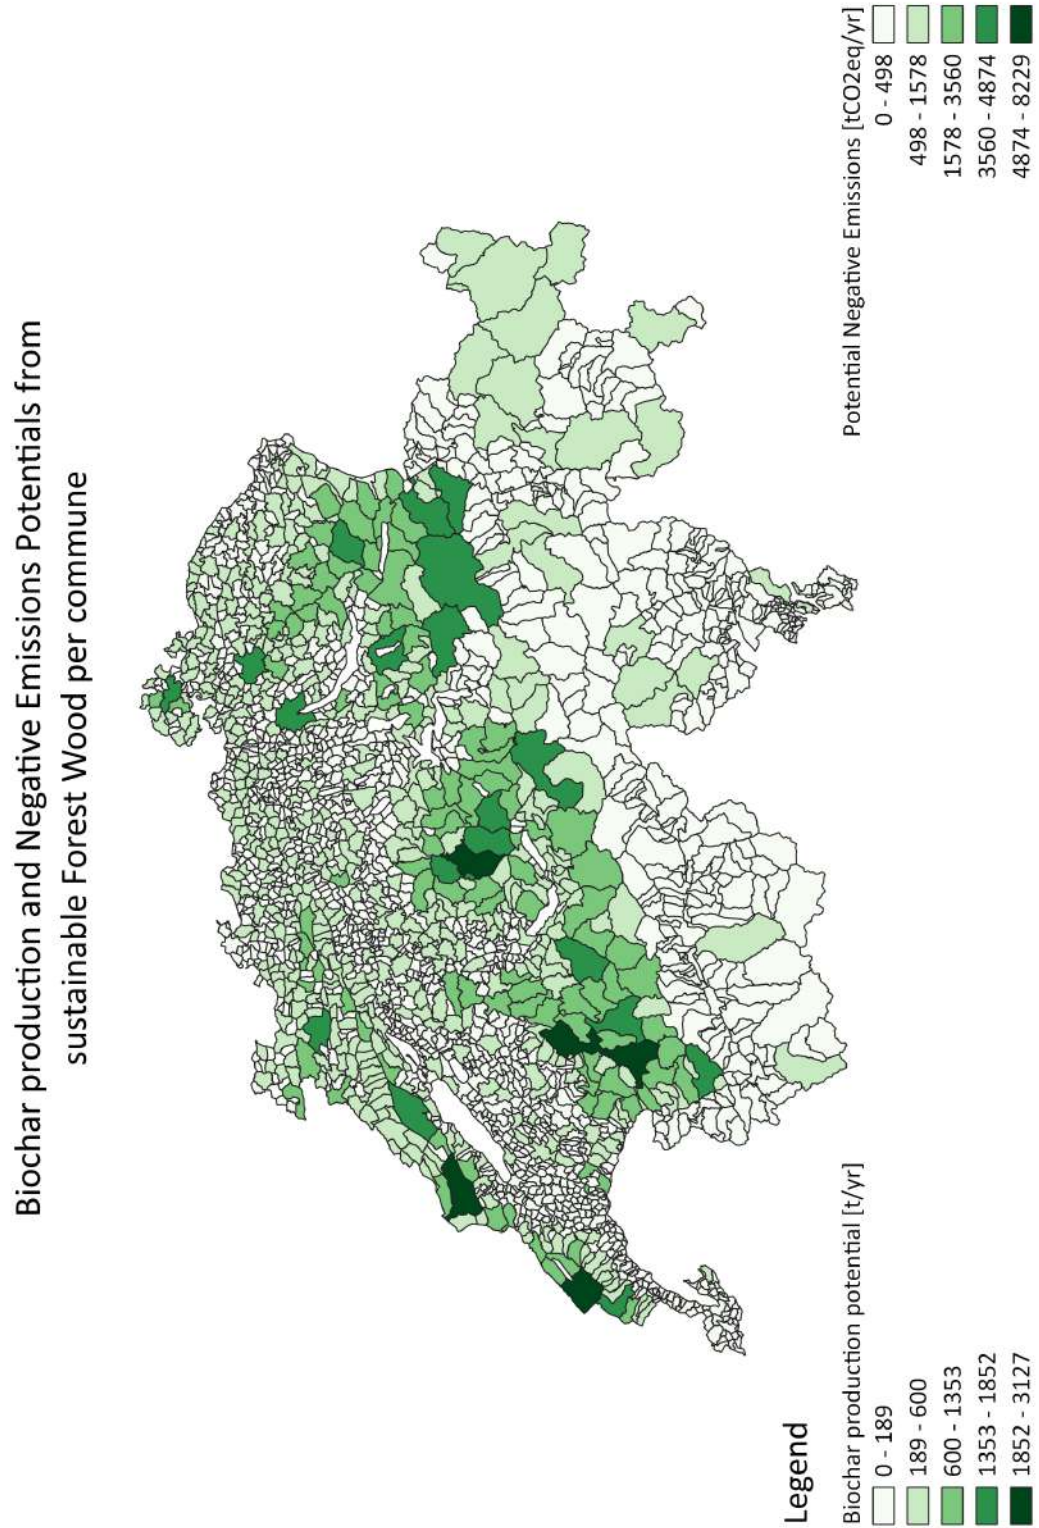 Biochar production and Negative Emissions Potentials from
sustainable Forest Wood per commune
Legend
Biochar production potential [t/yr]
0 - 189
189 - 600
600 - 1353
1353 - 1852
1852 - 3127
Potential Negative Emissions [tCO2eq/yr]
0 - 498
498 - 1578
1578 - 3560
3560 - 4874
4874 - 8229